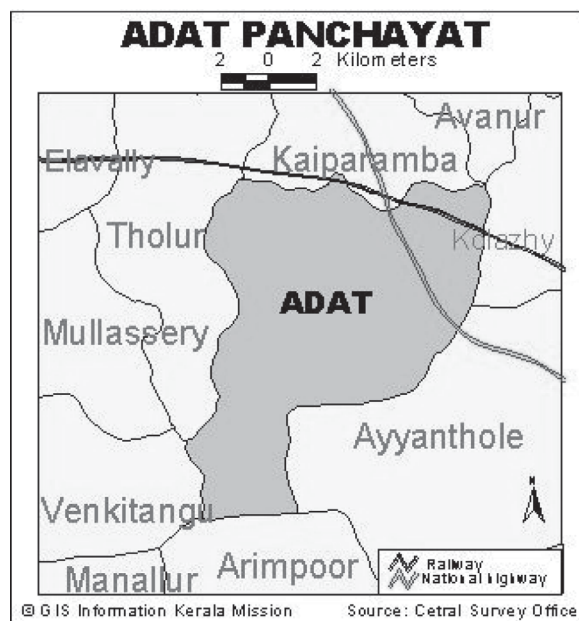 ADAT PANCHAYAT
2 0 2 Kilometers
Avanur
Elavally Kaiparamba
Tholur Kolazhy
ADAT
Mullassery
Ayyanthole
N
Venkitangu
Arimpoor
Manallur
Railway
National highway
© GIS Information Kerala Mission Source: Cetral Survey Office